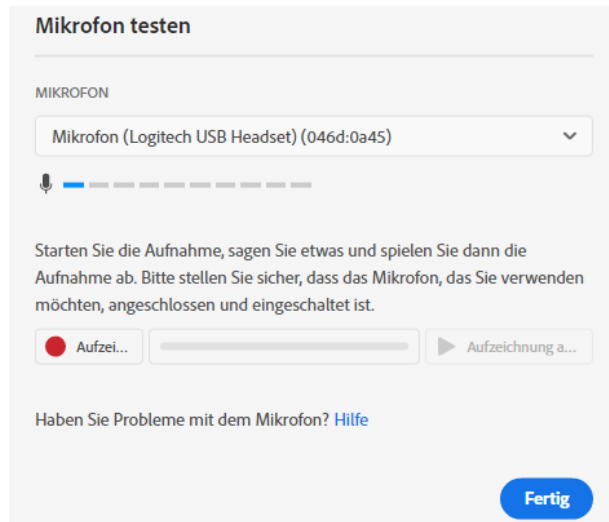 Mikrofon testen
MIKROFON
Mikrofon (Logitech USB Headset) (046d:0a45)
Starten Sie die Aufnahme, sagen Sie etwas und spielen Sie dann die
Aufnahme ab. Bitte stellen Sie sicher, dass das Mikrofon, das Sie verwenden
möchten, angeschlossen und eingeschaltet ist.
Aufzei... Aufzeichnung a...
Haben Sie Probleme mit dem Mikrofon? Hilfe
Fertig